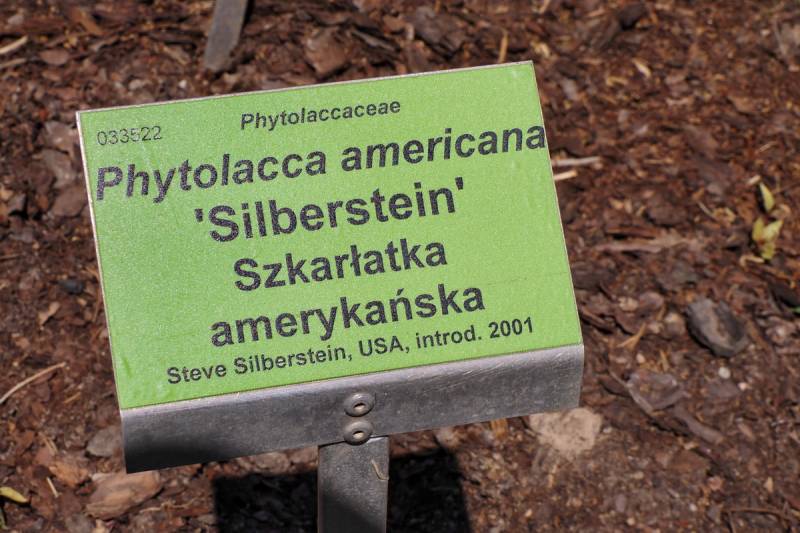 033522
Phytolaccaceae
Phytolacca americana
'Silberstein'
Szkarłatka
amerykańska
Steve Silberstein, USA, introd. 2001